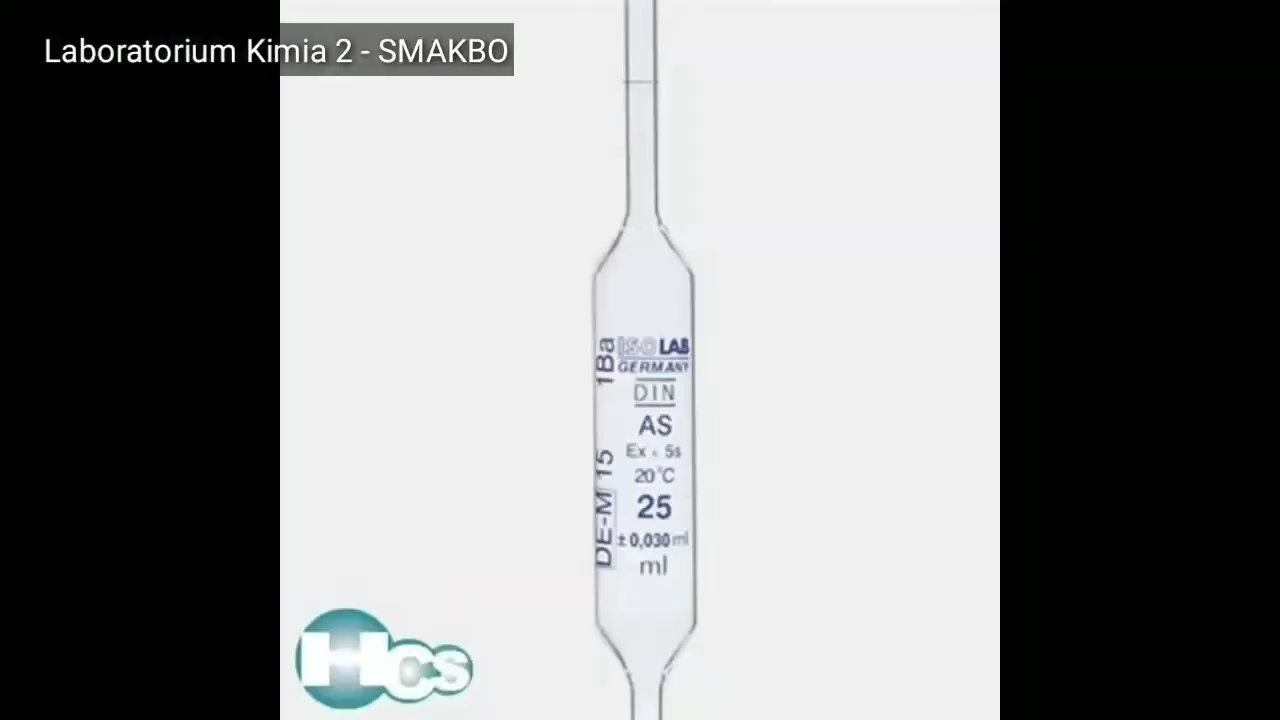 Laboratorium Kimia 2 - SMAKBO
ISOLAB
GERMANY
DIN
AS
Ex + 5s
20°C
25
± 0,030 ml
ml
DE-M 15 1Ba
Hcs